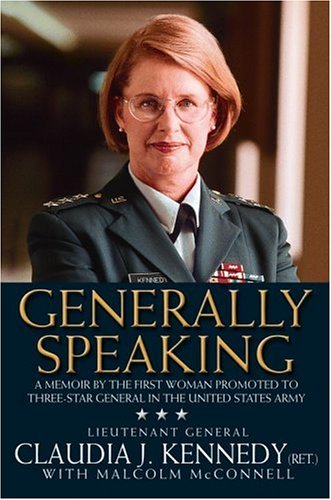 U.S.
KENNEDY
GENERALLY
SPEAKING
A MEMOIR BY THE FIRST WOMAN PROMOTED TO
THREE-STAR GENERAL IN THE UNITED STATES ARMY
★ ★ ★
LIEUTENANT GENERAL
CLAUDIA J. KENNEDY (RET.)
WITH MALCOLM McCONNELL